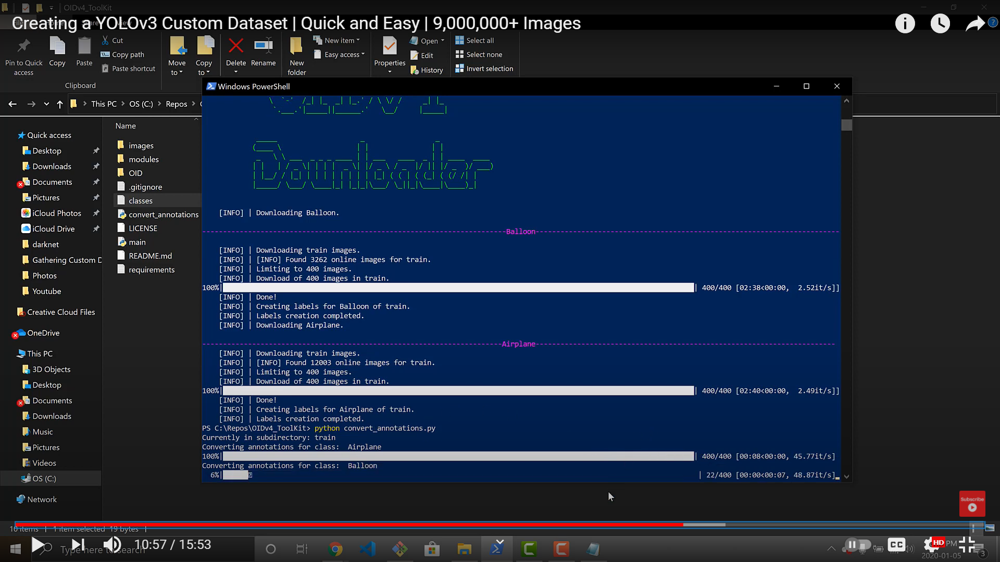 OIDv4_ToolKit
Creating a YOLOv3 Custom Dataset | Quick and Easy | 9,000,000+ Images
Pin to Quick access
Copy
Paste
Cut
Copy path
Paste shortcut
Move to
Copy to
Delete
Rename
New folder
New item
Easy access
Properties
Open
Edit
History
Select all
Select none
Invert selection
Clipboard
This PC > OS (C:) > Repos >
Windows PowerShell
Name
Quick access
Desktop
Downloads
Documents
Pictures
iCloud Photos
iCloud Drive
darknet
Gathering Custom D
Photos
Youtube
Creative Cloud Files
OneDrive
This PC
3D Objects
Desktop
Documents
Downloads
Music
Pictures
Videos
OS (C:)
Network
images
modules
OID
.gitignore
classes
convert_annotations
LICENSE
main
README.md
requirements
Downloader
[INFO] | Downloading Balloon.
Balloon
[INFO] | Downloading train images.
[INFO] | [INFO] Found 3262 online images for train.
[INFO] | Limiting to 400 images.
[INFO] | Download of 400 images in train.
100%| | 400/400 [02:38<00:00, 2.52it/s]]
[INFO] | Done!
[INFO] | Creating labels for Balloon of train.
[INFO] | Labels creation completed.
[INFO] | Downloading Airplane.
Airplane
[INFO] | Downloading train images.
[INFO] | [INFO] Found 12003 online images for train.
[INFO] | Limiting to 400 images.
[INFO] | Download of 400 images in train.
100%| | 400/400 [02:40<00:00, 2.49it/s]]
[INFO] | Done!
[INFO] | Creating labels for Airplane of train.
[INFO] | Labels creation completed.
PS C:\Repos\OIDv4_ToolKit> python convert_annotations.py
Currently in subdirectory: train
Converting annotations for class:  Airplane
100%| | 400/400 [00:08<00:00, 45.77it/s]
Converting annotations for class:  Balloon
6%| | 22/400 [00:00<00:07, 48.87it/s]
Subscribe
10 items | 1 item selected 19 bytes |
10:57 / 15:53
Type here to search
CC
HD
PM
2020-01-05
3